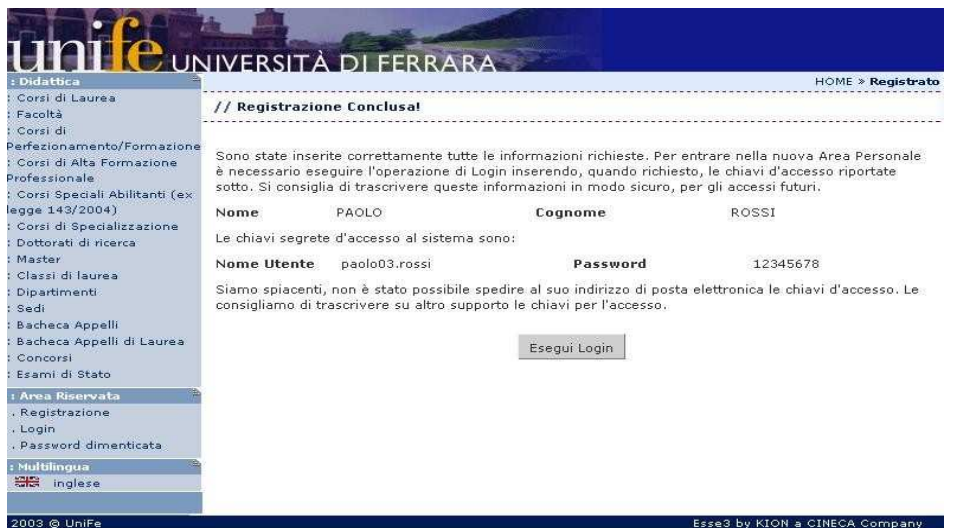 unife UNIVERSITÀ DI FERRARA
HOME » Registrato
: Didattica
: Corsi di Laurea
: Facoltà
: Corsi di
Perfezionamento/Formazione
: Corsi di Alta Formazione
Professionale
: Corsi Speciali Abilitanti (ex
legge 143/2004)
: Corsi di Specializzazione
: Dottorati di ricerca
: Master
: Classi di laurea
: Dipartimenti
: Sedi
: Bacheca Appelli
: Bacheca Appelli di Laurea
: Concorsi
: Esami di Stato
: Area Riservata
. Registrazione
. Login
. Password dimenticata
: Multilingua
inglese
// Registrazione Conclusa!
Sono state inserite correttamente tutte le informazioni richieste. Per entrare nella nuova Area Personale
è necessario eseguire l'operazione di Login inserendo, quando richiesto, le chiavi d'accesso riportate
sotto. Si consiglia di trascrivere queste informazioni in modo sicuro, per gli accessi futuri.
Nome PAOLO Cognome ROSSI
Le chiavi segrete d'accesso al sistema sono:
Nome Utente paolo03.rossi Password 12345678
Siamo spiacenti, non è stato possibile spedire al suo indirizzo di posta elettronica le chiavi d'accesso. Le
consigliamo di trascrivere su altro supporto le chiavi per l'accesso.
Esegui Login
2003 @ UniFe Esse3 by KION a CINECA Company